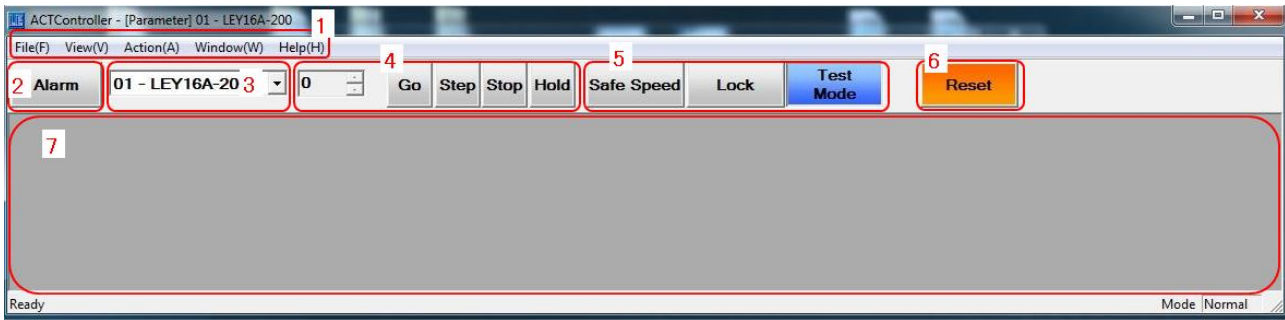 ACTController - [Parameter] 01 - LEY16A-200
1
File(F) View(V) Action(A) Window(W) Help(H)
2 Alarm 01 - LEY16A-20 3 0 4 Go Step Stop Hold 5 Safe Speed Lock Test Mode 6 Reset
7
Ready Mode Normal